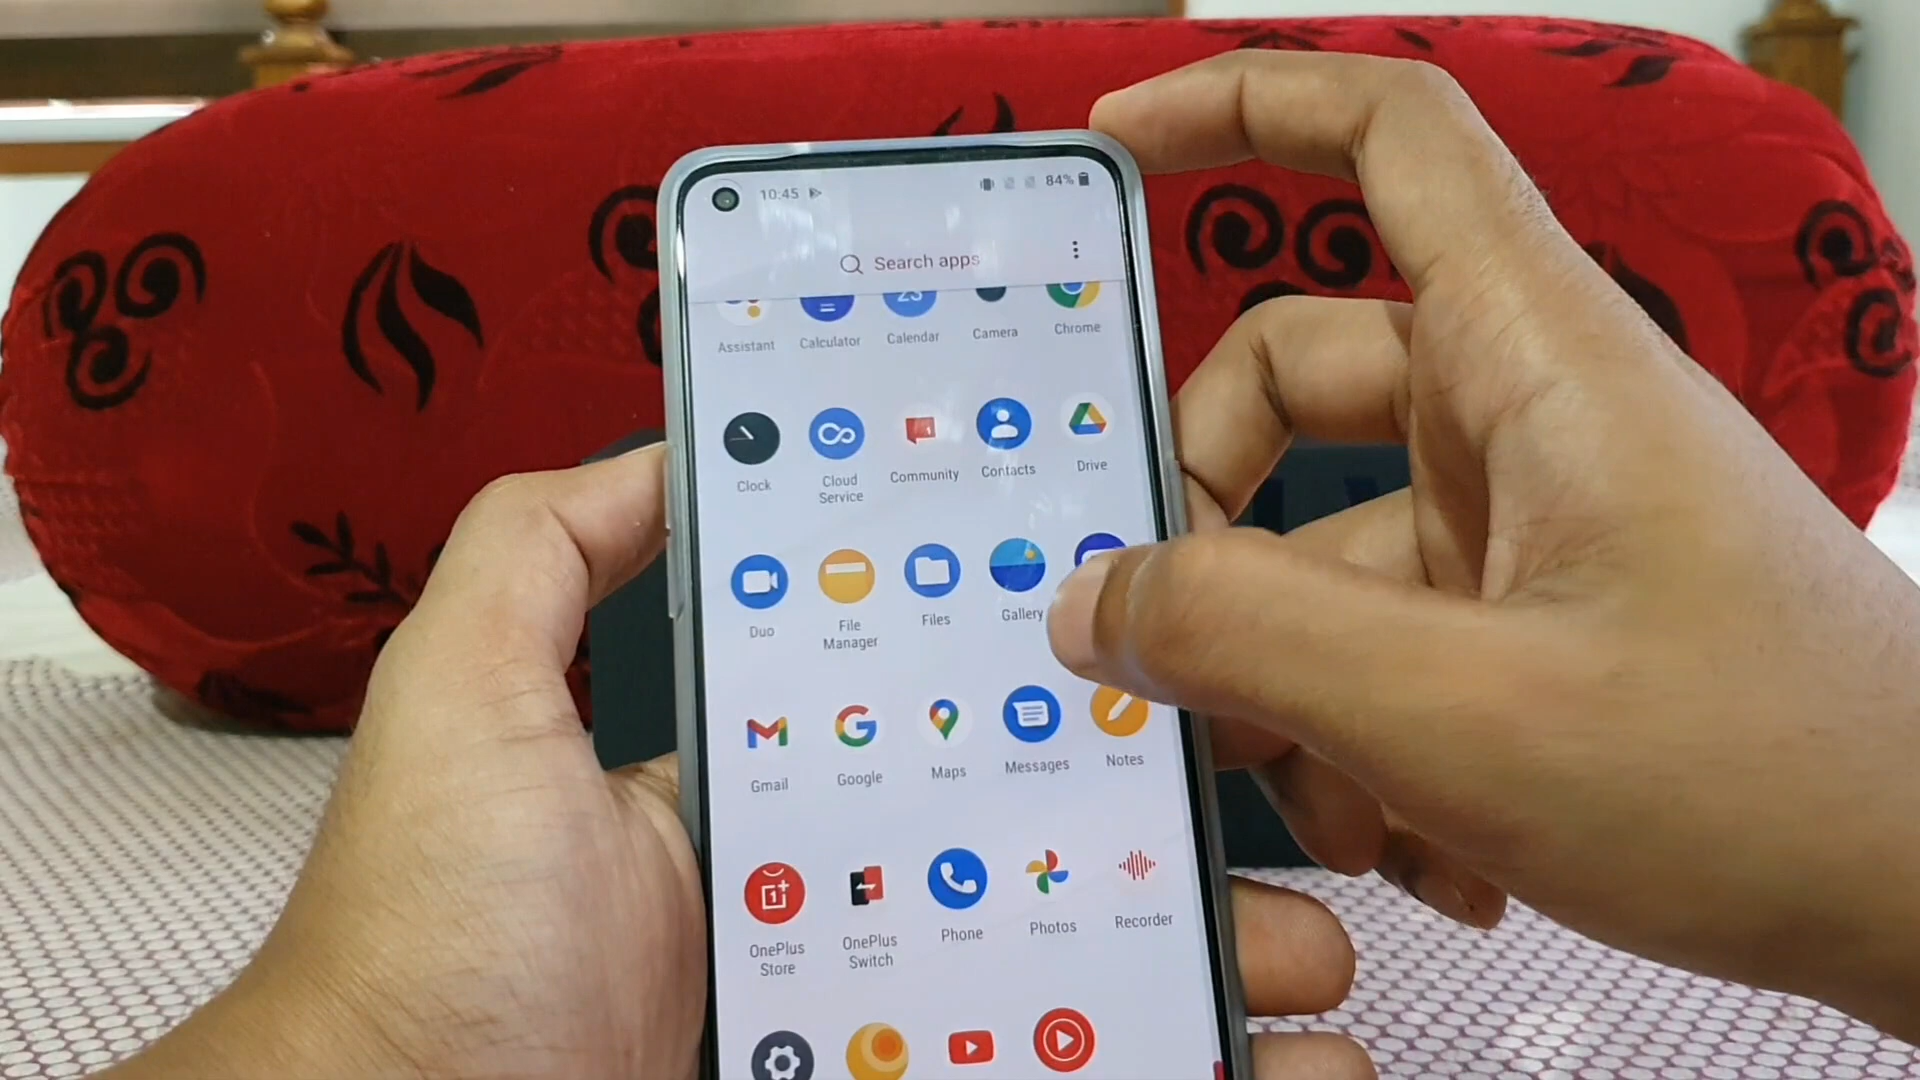 10:45
84%
Search apps
23
Assistant
Calculator
Calendar
Camera
Chrome
Clock
Cloud
Service
Community
Contacts
Drive
Duo
File
Manager
Files
Gallery
Gmail
Google
Maps
Messages
Notes
OnePlus
Store
OnePlus
Switch
Phone
Photos
Recorder